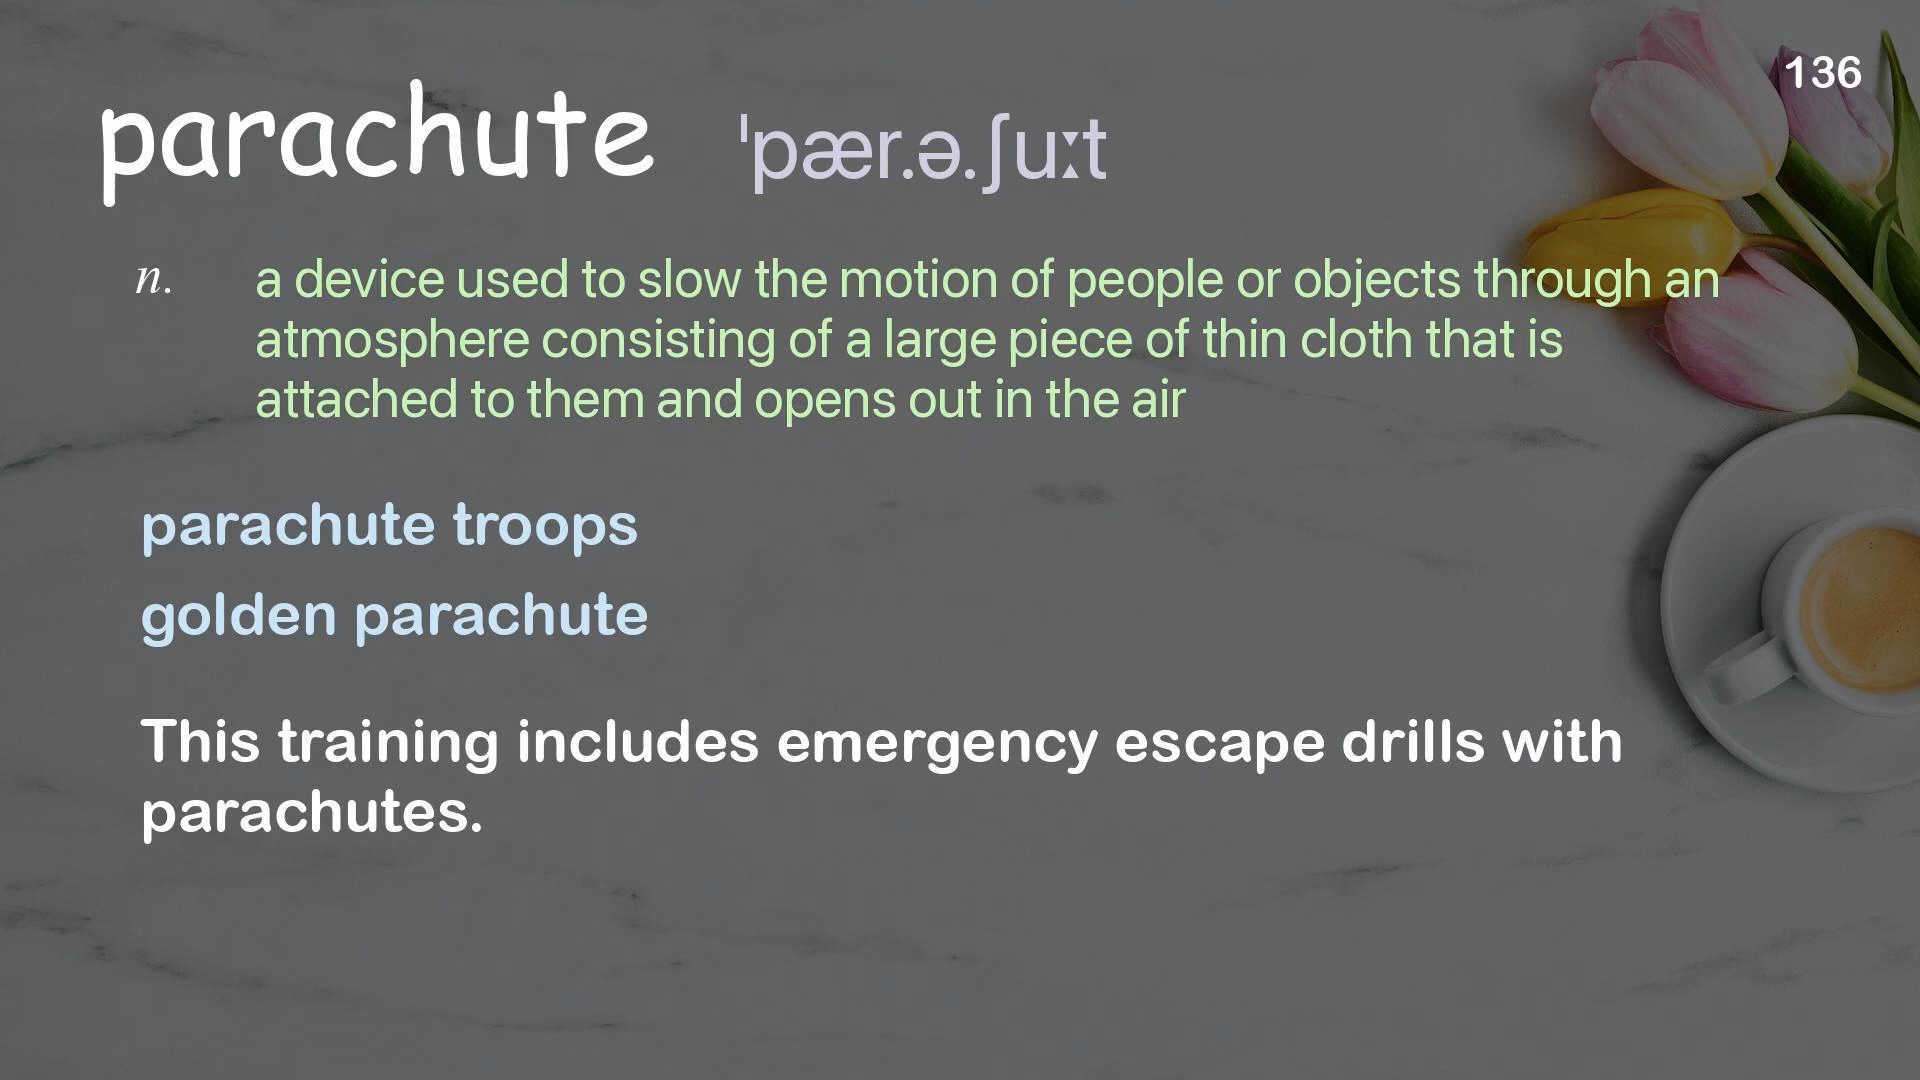 136
parachute ˈpær.ə.ʃuːt
n. a device used to slow the motion of people or objects through an
atmosphere consisting of a large piece of thin cloth that is
attached to them and opens out in the air
parachute troops
golden parachute
This training includes emergency escape drills with
parachutes.